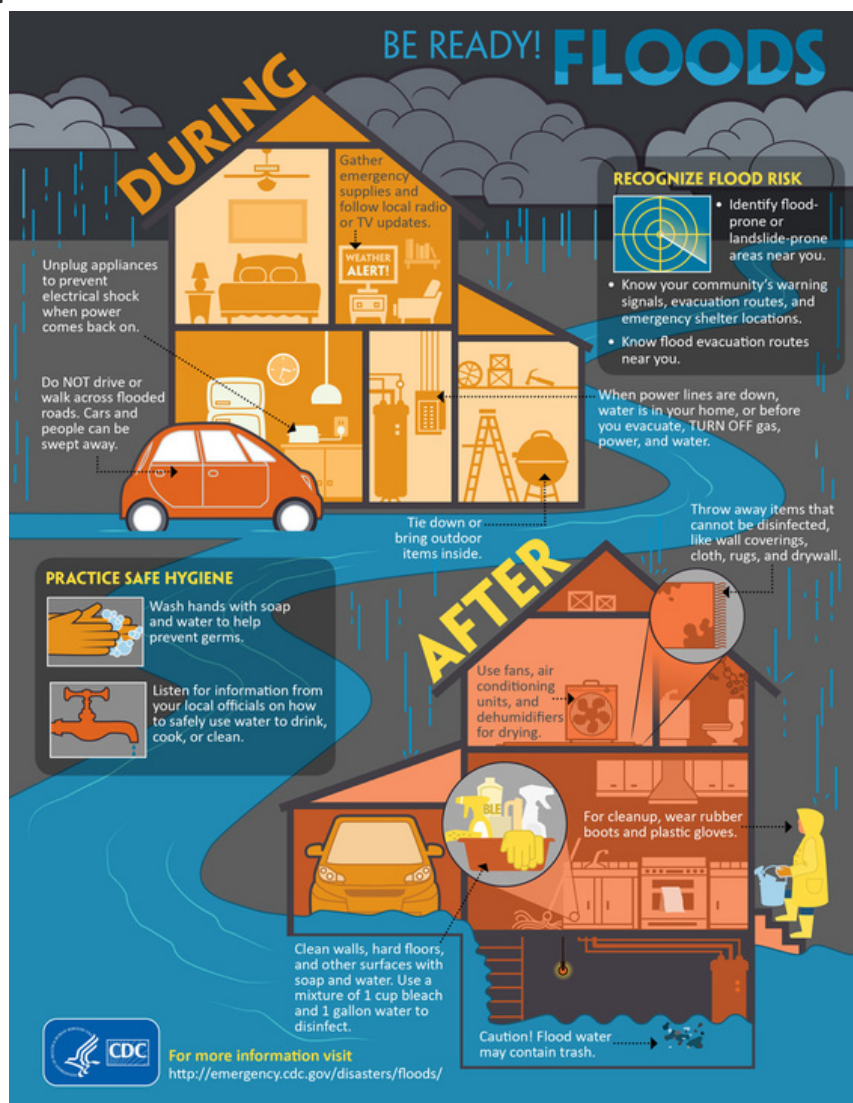 BE READY! FLOODS
DURING
Gather
emergency
supplies and
follow local radio
or TV updates.
WEATHER
ALERT!
RECOGNIZE FLOOD RISK
• Identify flood-
prone or
landslide-prone
areas near you.
• Know your community's warning
signals, evacuation routes, and
emergency shelter locations.
• Know flood evacuation routes
near you.
Unplug appliances
to prevent
electrical shock
when power
comes back on.
Do NOT drive or
walk across flooded
roads. Cars and
people can be
swept away.
When power lines are down,
water is in your home, or before
you evacuate, TURN OFF gas,
power, and water.
Tie down or
bring outdoor
items inside.
Throw away items that
cannot be disinfected,
like wall coverings,
cloth, rugs, and drywall.
PRACTICE SAFE HYGIENE
Wash hands with soap
and water to help
prevent germs.
Listen for information from
your local officials on how
to safely use water to drink,
cook, or clean.
AFTER
Use fans, air
conditioning
units, and
dehumidifiers
for drying.
BLE
For cleanup, wear rubber
boots and plastic gloves.
Clean walls, hard floors,
and other surfaces with
soap and water. Use a
mixture of 1 cup bleach
and 1 gallon water to
disinfect.
Caution! Flood water
may contain trash.
CDC
For more information visit
http://emergency.cdc.gov/disasters/floods/